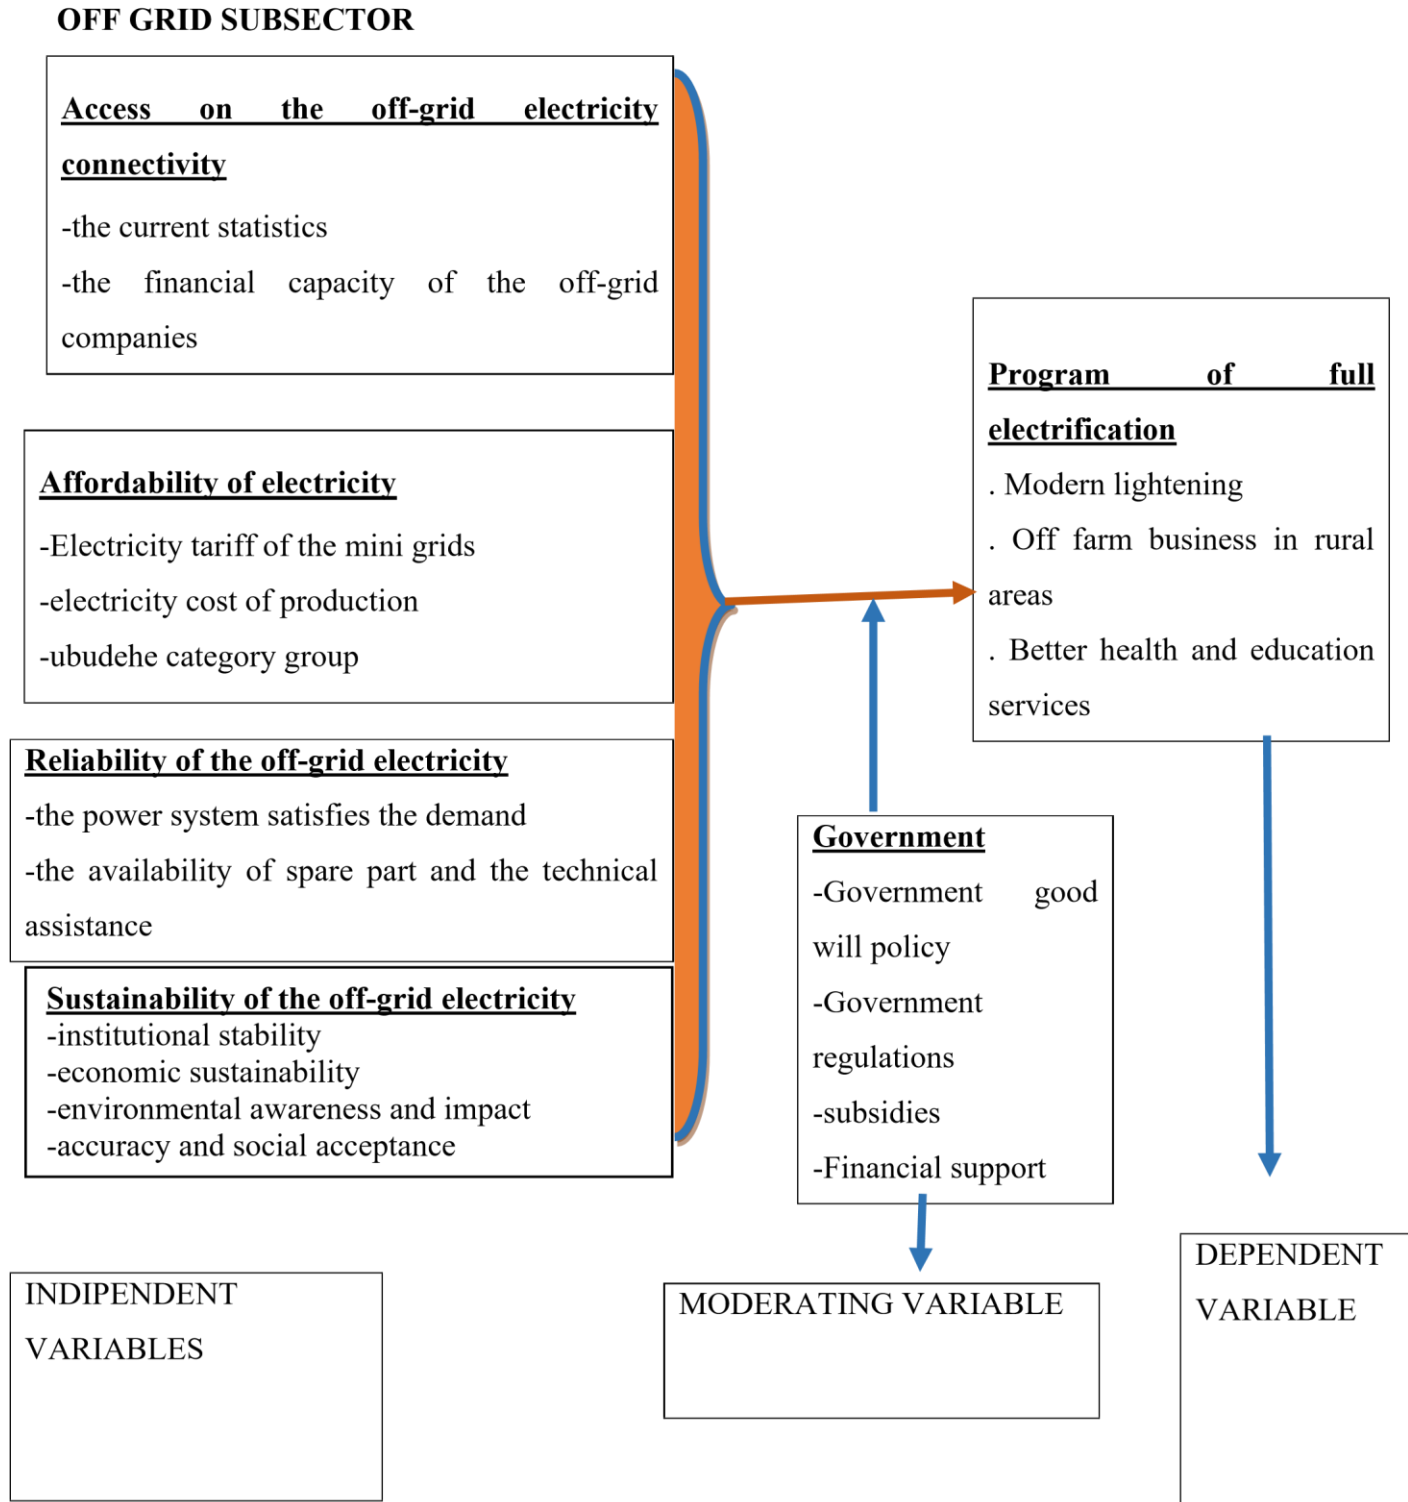 OFF GRID SUBSECTOR
Access on the off-grid electricity
connectivity
-the current statistics
-the financial capacity of the off-grid
companies
Affordability of electricity
-Electricity tariff of the mini grids
-electricity cost of production
-ubudehe category group
Reliability of the off-grid electricity
-the power system satisfies the demand
-the availability of spare part and the technical
assistance
Sustainability of the off-grid electricity
-institutional stability
-economic sustainability
-environmental awareness and impact
-accuracy and social acceptance
Program of full
electrification
. Modern lightening
. Off farm business in rural
areas
. Better health and education
services
Government
-Government good
will policy
-Government
regulations
-subsidies
-Financial support
INDIPENDENT
VARIABLES
MODERATING VARIABLE
DEPENDENT
VARIABLE